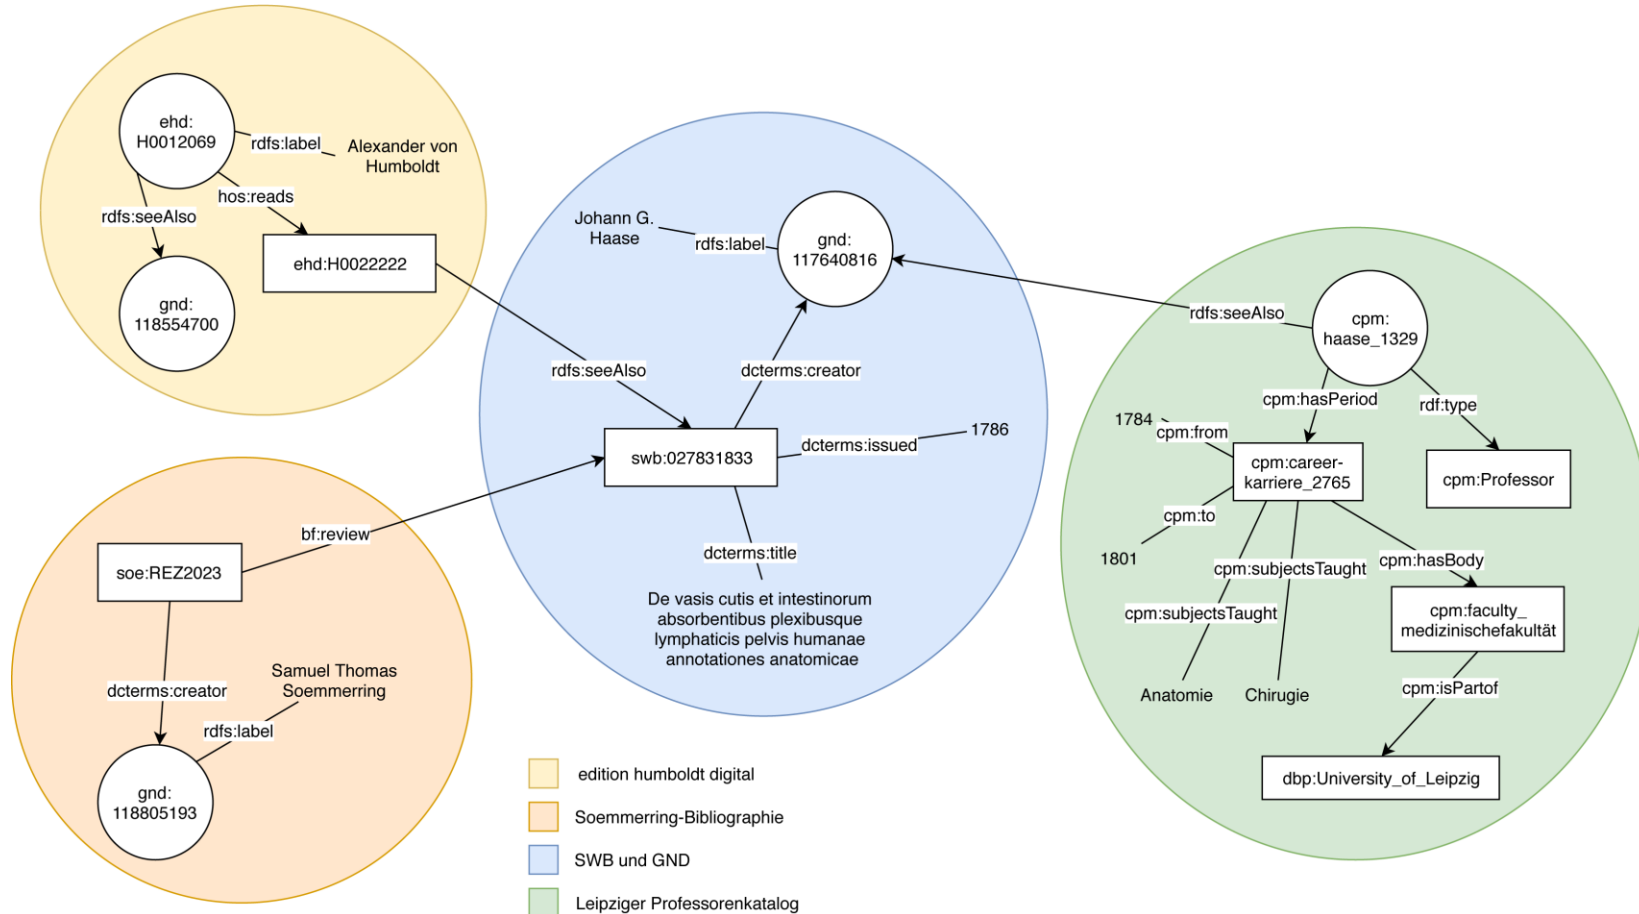 ehd:
H0012069
rdfs:label
Alexander von
Humboldt
hos:reads
rdfs:seeAlso
ehd:H0022222
gnd:
118554700
Johann G.
Haase
rdfs:label
gnd:
117640816
rdfs:seeAlso
dcterms:creator
swb:027831833
dcterms:issued
1786
dcterms:title
De vasis cutis et intestinorum
absorbentibus plexibusque
lymphaticis pelvis humanae
annotationes anatomicae
rdfs:seeAlso
cpm:
haase_1329
cpm:hasPeriod
rdf:type
1784
cpm:from
cpm:career-
karriere_2765
cpm:Professor
cpm:to
1801
cpm:subjectsTaught
cpm:subjectsTaught
cpm:hasBody
cpm:faculty_
medizinischefakultät
Anatomie
Chirugie
cpm:isPartof
dbp:University_of_Leipzig
bf:review
soe:REZ2023
dcterms:creator
Samuel Thomas
Soemmerring
rdfs:label
gnd:
118805193
edition humboldt digital
Soemmerring-Bibliographie
SWB und GND
Leipziger Professorenkatalog